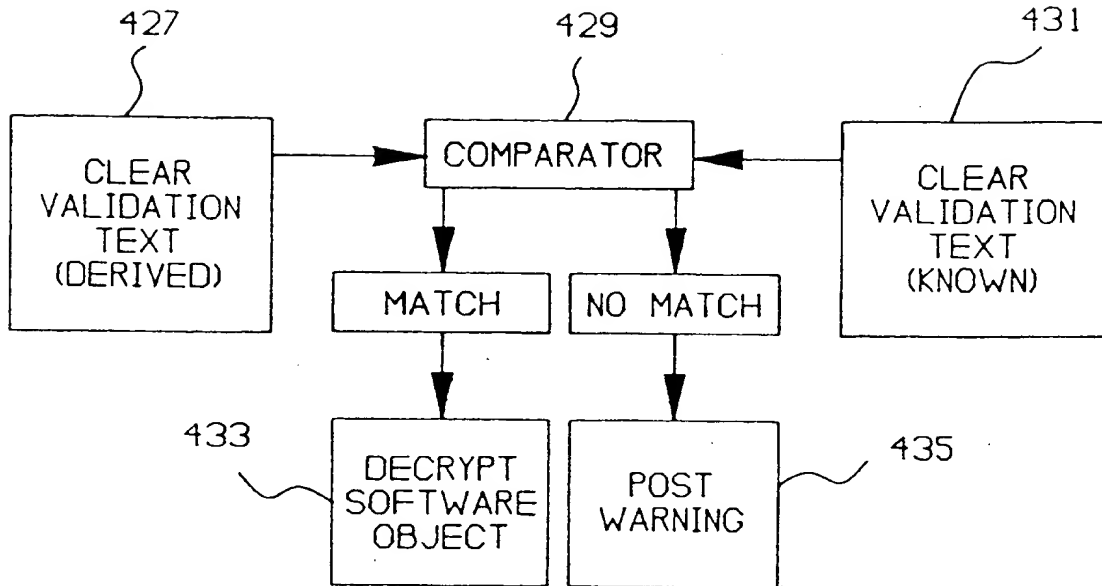 427
429
431
CLEAR
VALIDATION
TEXT
(DERIVED)
COMPARATOR
CLEAR
VALIDATION
TEXT
(KNOWN)
MATCH
NO MATCH
433
DECRYPT
SOFTWARE
OBJECT
POST
WARNING
435